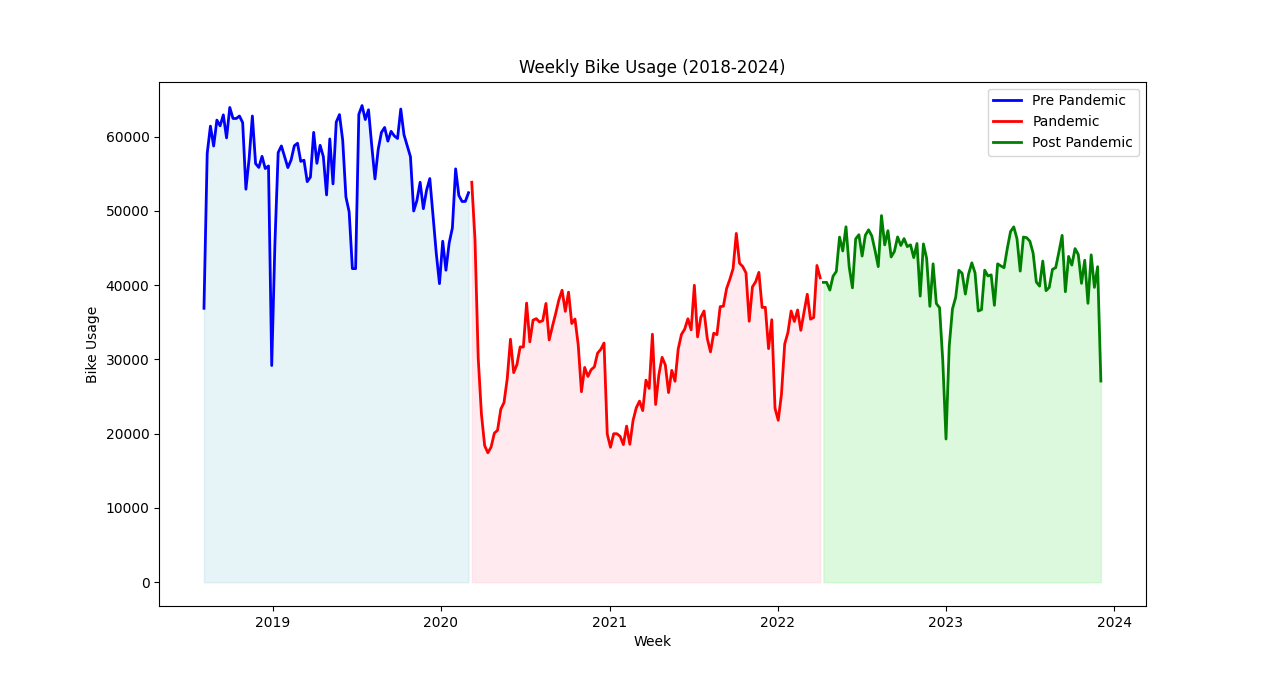 Weekly Bike Usage (2018-2024)
Pre Pandemic
Pandemic
Post Pandemic
Bike Usage
60000
50000
40000
30000
20000
10000
0
2019 2020 2021 2022 2023 2024
Week